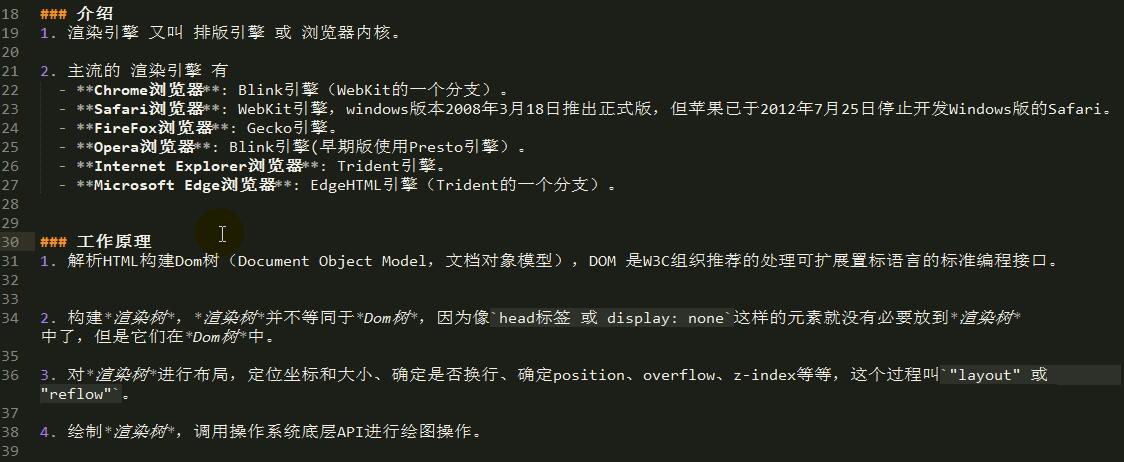 18 ### 介绍
19 1. 渲染引擎 又叫 排版引擎 或 浏览器内核。
20
21 2. 主流的 渲染引擎 有
22 - **Chrome浏览器**: Blink引擎（WebKit的一个分支）。
23 - **Safari浏览器**: WebKit引擎，windows版本2008年3月18日推出正式版，但苹果已于2012年7月25日停止开发Windows版的Safari。
24 - **FireFox浏览器**: Gecko引擎。
25 - **Opera浏览器**: Blink引擎(早期版使用Presto引擎）。
26 - **Internet Explorer浏览器**: Trident引擎。
27 - **Microsoft Edge浏览器**: EdgeHTML引擎（Trident的一个分支）。
28
29
30 ### 工作原理
31 1. 解析HTML构建Dom树（Document Object Model，文档对象模型），DOM 是W3C组织推荐的处理可扩展置标语言的标准编程接口。
32
33
34 2. 构建*渲染树*，*渲染树*并不等同于*Dom树*，因为像`head标签 或 display: none`这样的元素就没有必要放到*渲染树*
中了，但是它们在*Dom树*中。
35
36 3. 对*渲染树*进行布局，定位坐标和大小、确定是否换行、确定position、overflow、z-index等等，这个过程叫`"layout" 或
"reflow"`。
37
38 4. 绘制*渲染树*，调用操作系统底层API进行绘图操作。
39